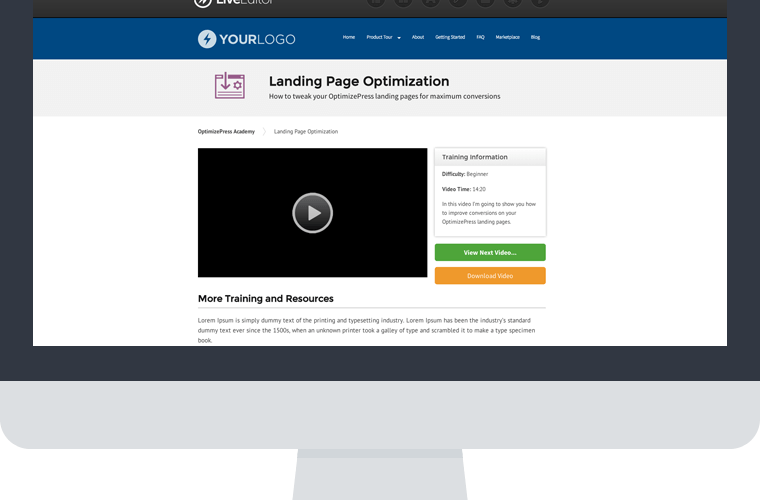 LiveEditor
YOURLOGO
Home Product Tour About Getting Started FAQ Marketplace Blog
Landing Page Optimization
How to tweak your OptimizePress landing pages for maximum conversions
OptimizePress Academy Landing Page Optimization
Training Information
Difficulty: Beginner
Video Time: 14:20
In this video I'm going to show you how
to improve conversions on your
OptimizePress landing pages.
View Next Video...
Download Video
More Training and Resources
Lorem Ipsum is simply dummy text of the printing and typesetting industry. Lorem Ipsum has been the industry's standard
dummy text ever since the 1500s, when an unknown printer took a galley of type and scrambled it to make a type specimen
book.